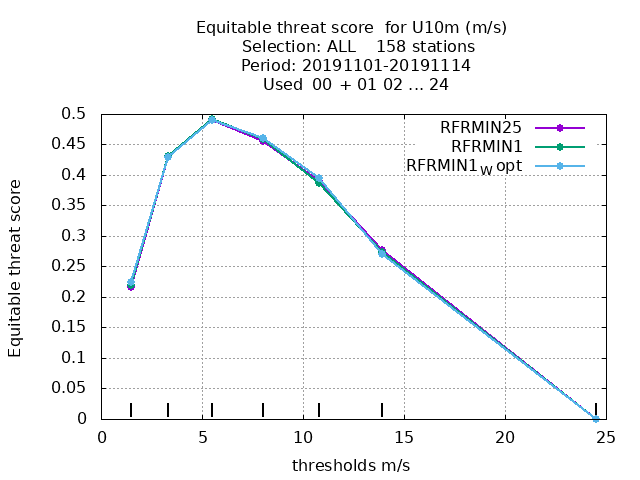 Equitable threat score for U10m (m/s)
Selection: ALL 158 stations
Period: 20191101-20191114
Used 00 + 01 02 ... 24
RFRMIN25
RFRMIN1
RFRMIN1W opt
Equitable threat score
0.5
0.45
0.4
0.35
0.3
0.25
0.2
0.15
0.1
0.05
0
0 5 10 15 20 25
thresholds m/s